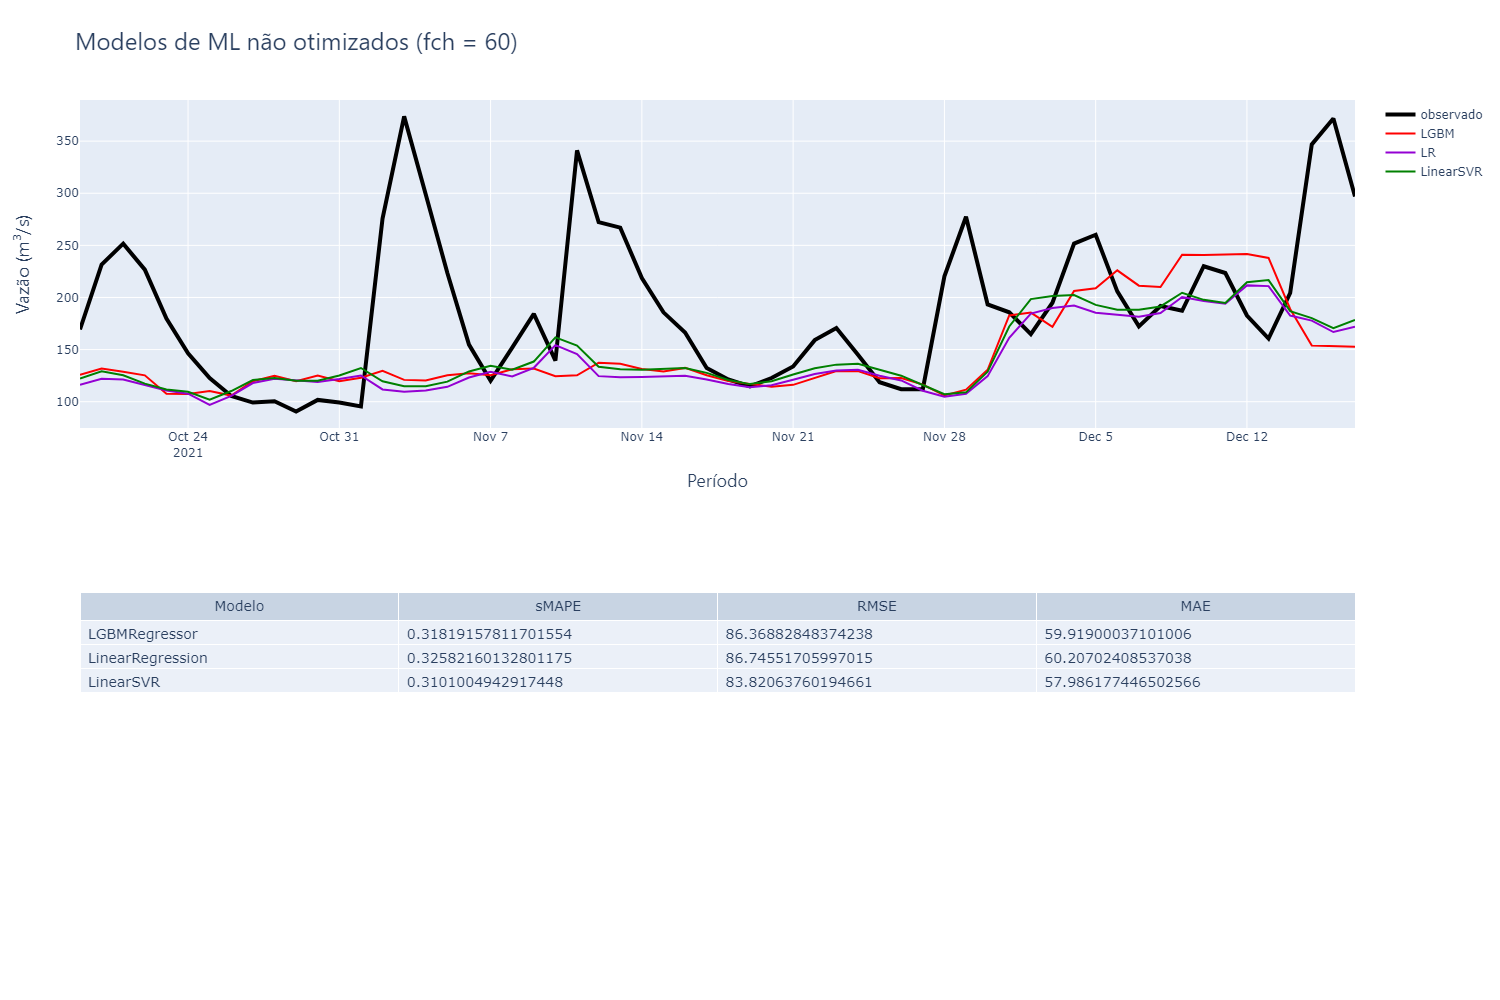 Modelos de ML não otimizados (fch = 60)
observado
LGBM
LR
LinearSVR
Vazão (m³/s)
350
300
250
200
150
100
Oct 24
2021
Oct 31
Nov 7
Nov 14
Nov 21
Nov 28
Dec 5
Dec 12
Período
Modelo sMAPE RMSE MAE
LGBMRegressor 0.31819157811701554 86.36882848374238 59.91900037101006
LinearRegression 0.32582160132801175 86.74551705997015 60.20702408537038
LinearSVR 0.3101004942917448 83.82063760194661 57.986177446502566